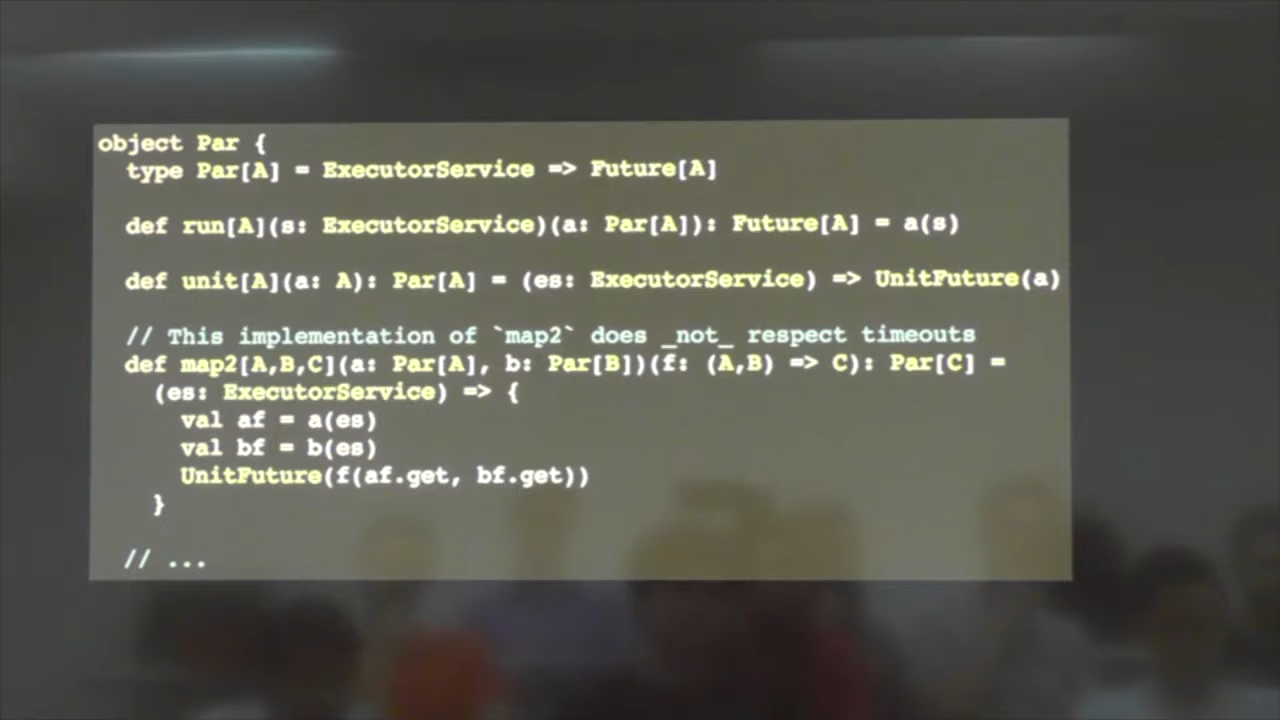 object Par {
type Par[A] = ExecutorService => Future[A]
def run[A](s: ExecutorService)(a: Par[A]): Future[A] = a(s)
def unit[A](a: A): Par[A] = (es: ExecutorService) => UnitFuture(a)
// This implementation of `map2` does _not_ respect timeouts
def map2[A,B,C](a: Par[A], b: Par[B])(f: (A,B) => C): Par[C] =
(es: ExecutorService) => {
val af = a(es)
val bf = b(es)
UnitFuture(f(af.get, bf.get))
}
// ...